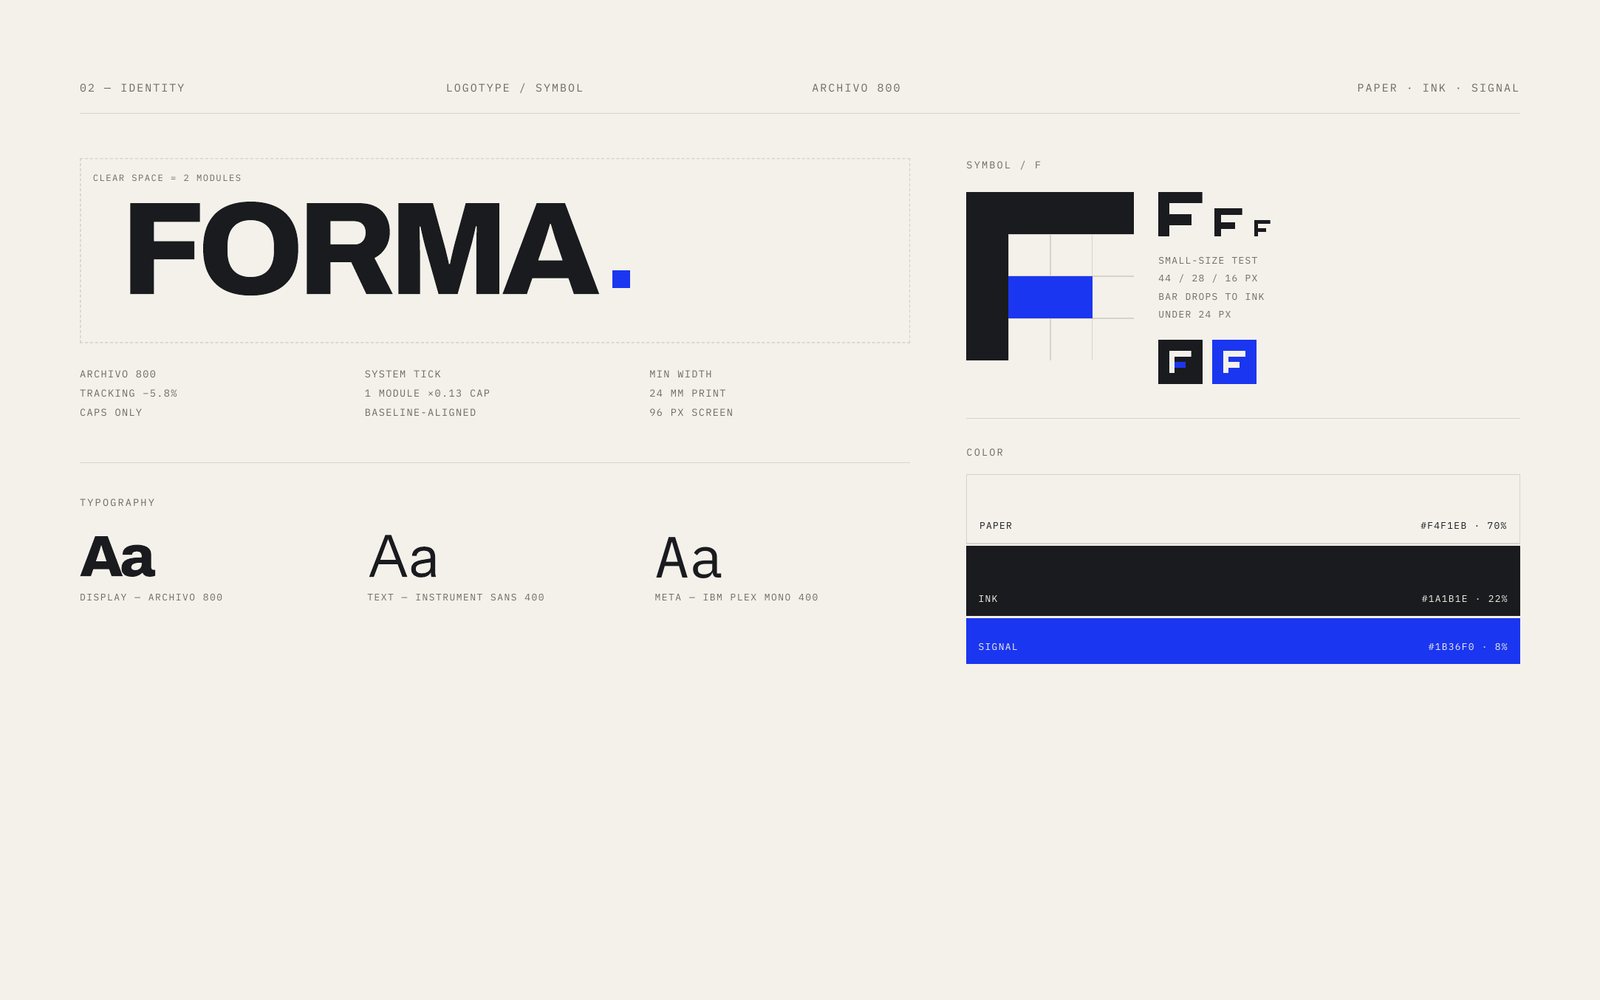 02 — IDENTITY
LOGOTYPE / SYMBOL
ARCHIVO 800
PAPER · INK · SIGNAL
CLEAR SPACE = 2 MODULES
FORMA.
ARCHIVO 800
TRACKING −5.8%
CAPS ONLY
SYSTEM TICK
1 MODULE ×0.13 CAP
BASELINE-ALIGNED
MIN WIDTH
24 MM PRINT
96 PX SCREEN
TYPOGRAPHY
Aa
DISPLAY — ARCHIVO 800
Aa
TEXT — INSTRUMENT SANS 400
Aa
META — IBM PLEX MONO 400
SYMBOL / F
F
F F F
SMALL-SIZE TEST
44 / 28 / 16 PX
BAR DROPS TO INK
UNDER 24 PX
F F
COLOR
PAPER #F4F1EB · 70%
INK #1A1B1E · 22%
SIGNAL #1B36F0 · 8%